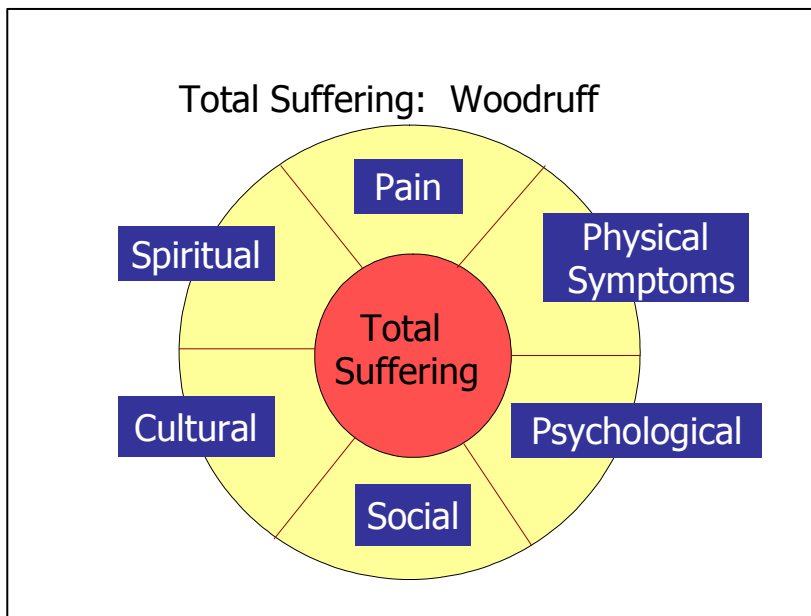 Total Suffering:  Woodruff
Pain
Physical
Symptoms
Spiritual
Total
Suffering
Cultural
Psychological
Social